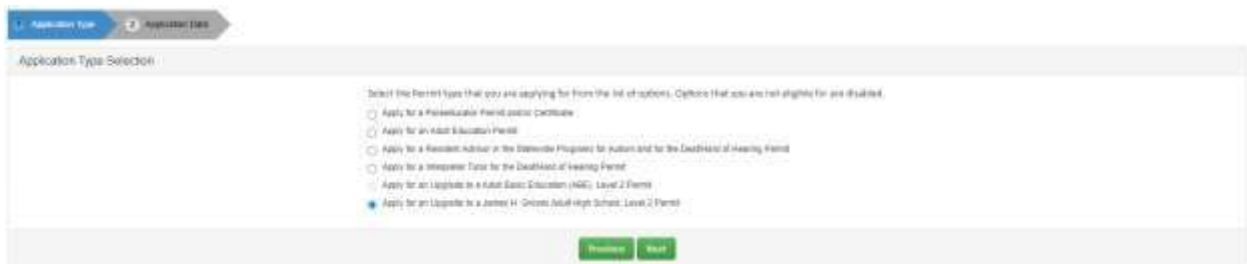 1 Application Type
2 Application Data
Application Type Selection
Select the Permit type that you are applying for from the list of options. Options that you are not eligible for are disabled.
Apply for a Paraeducator Permit and/or Certificate
Apply for an Adult Education Permit
Apply for a Resident Advisor in the Statewide Programs for Autism and for the Deaf/Hard of Hearing Permit
Apply for a Interpreter Tutor for the Deaf/Hard of Hearing Permit
Apply for an Upgrade to a Adult Basic Education (ABE), Level 2 Permit
Apply for an Upgrade to a James H. Groves Adult High School, Level 2 Permit
Previous
Next